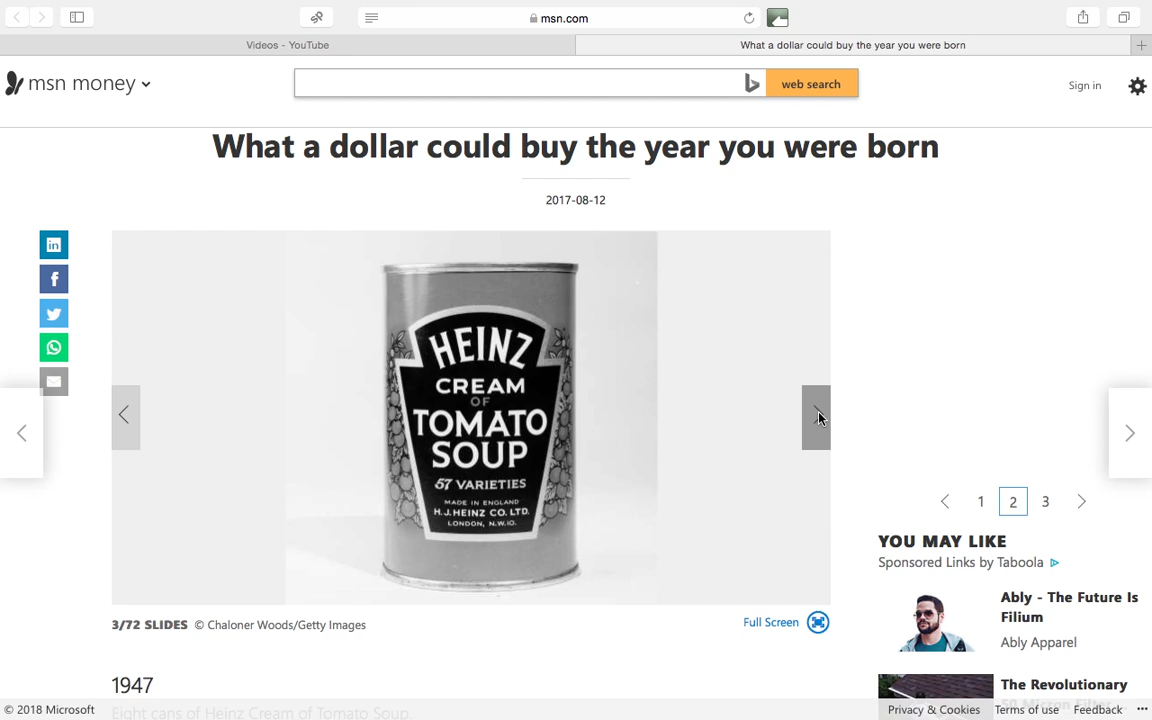 msn.com
Videos - YouTube
What a dollar could buy the year you were born
msn money
web search
Sign in
What a dollar could buy the year you were born
2017-08-12
in
f
HEINZ
CREAM
OF
TOMATO
SOUP
57 VARIETIES
MADE IN ENGLAND
H.J. HEINZ CO. LTD.
LONDON, N.W.10.
1 2 3
YOU MAY LIKE
Sponsored Links by Taboola
Ably - The Future Is
Filium
Ably Apparel
3/72 SLIDES © Chaloner Woods/Getty Images
Full Screen
1947
Eight cans of Heinz Cream of Tomato Soup.
The Revolutionary
© 2018 Microsoft
Privacy & Cookies Terms of use Feedback